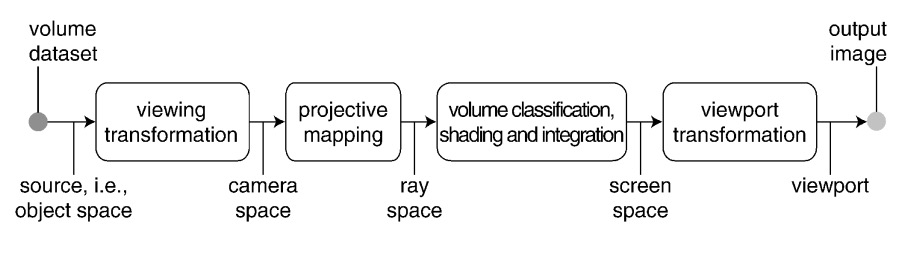 volume
dataset
output
image
viewing
transformation
projective
mapping
volume classification,
shading and integration
viewport
transformation
source, i.e.,
object space
camera
space
ray
space
screen
space
viewport